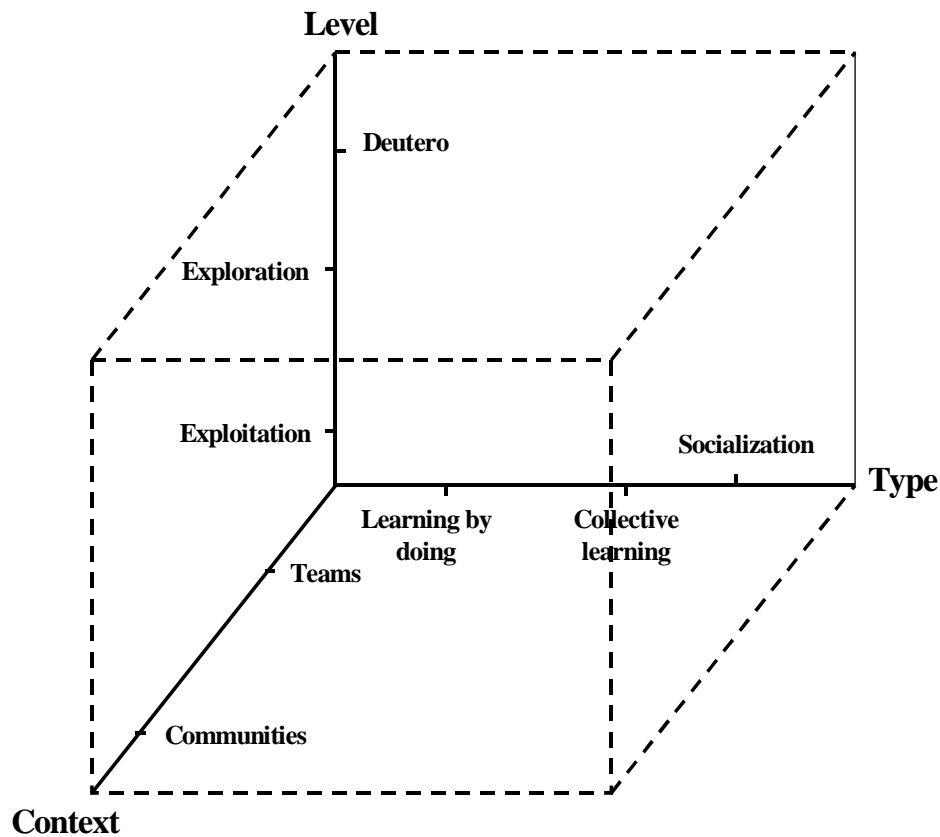 Level
Deutero
Exploration
Exploitation
Socialization
Type
Learning by
doing
Collective
learning
Teams
Communities
Context